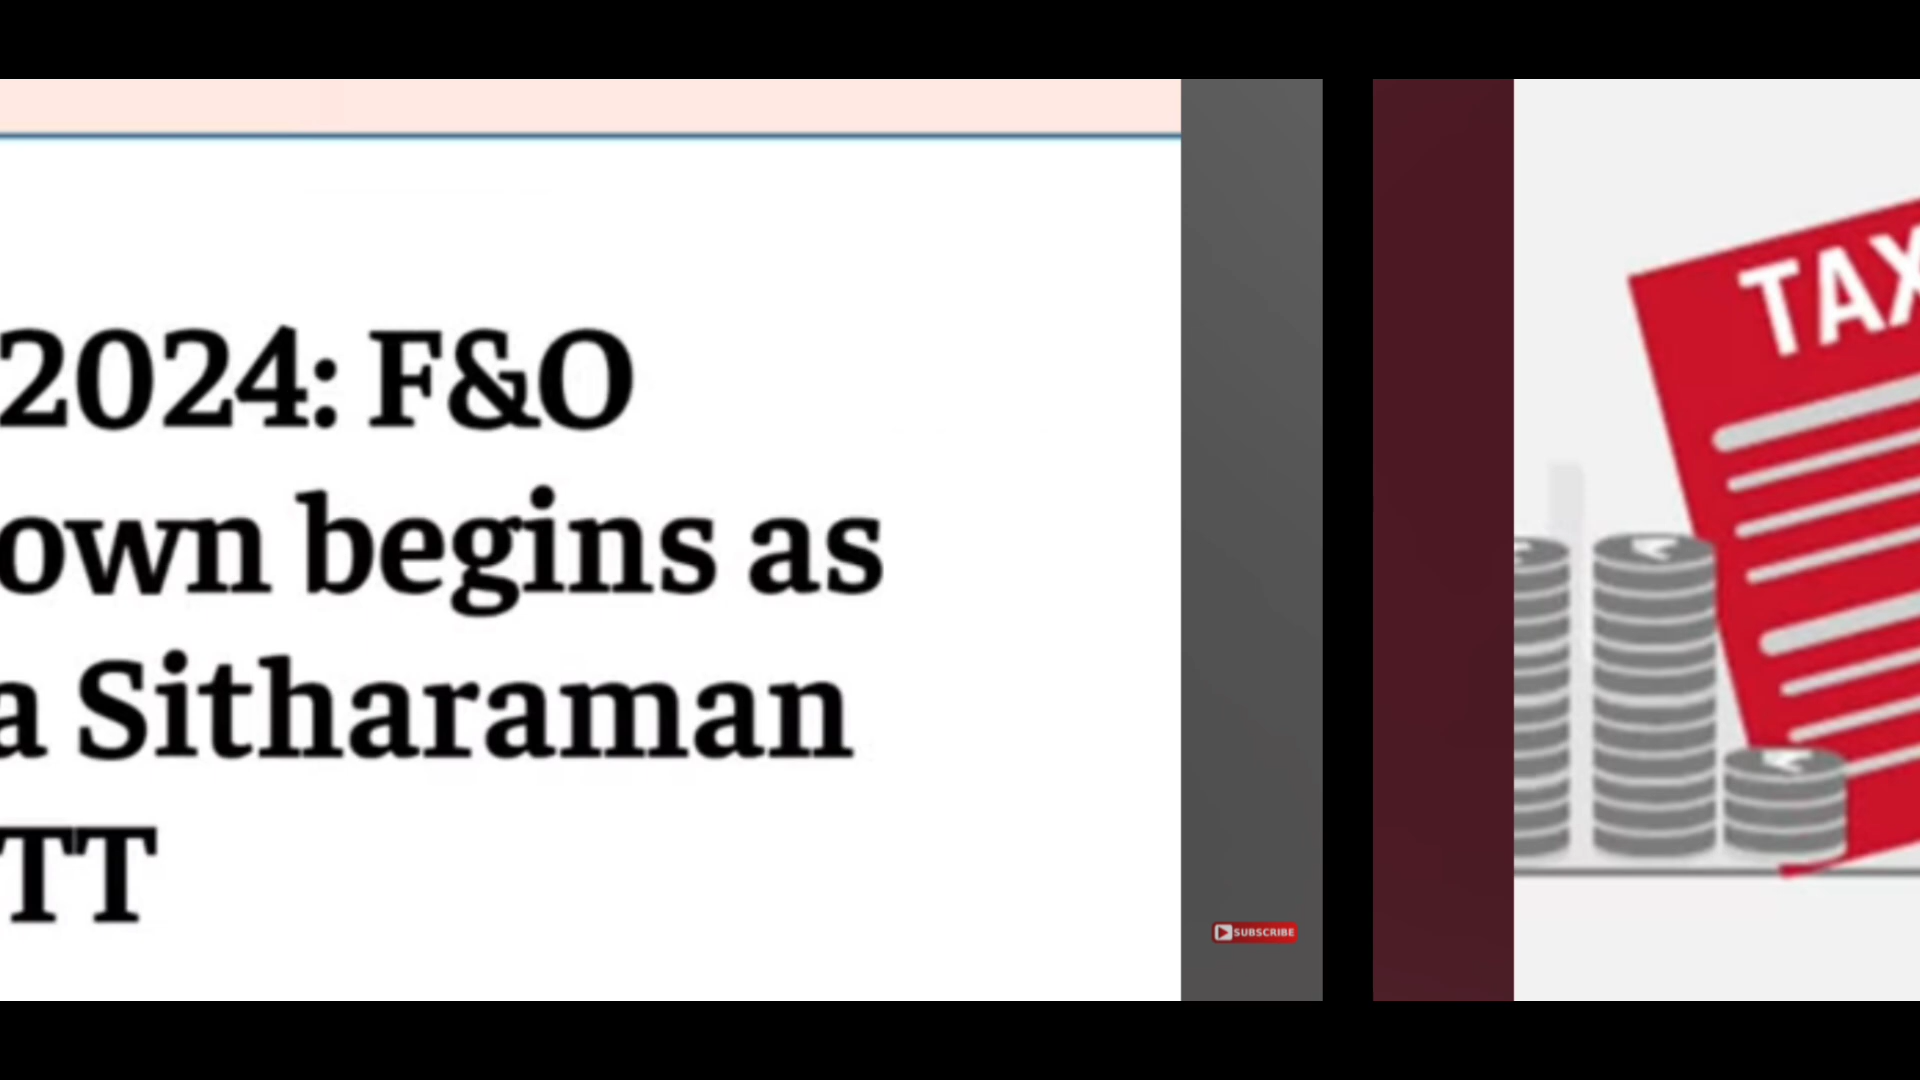 2024: F&O
own begins as
a Sitharaman
TT
SUBSCRIBE
TAX